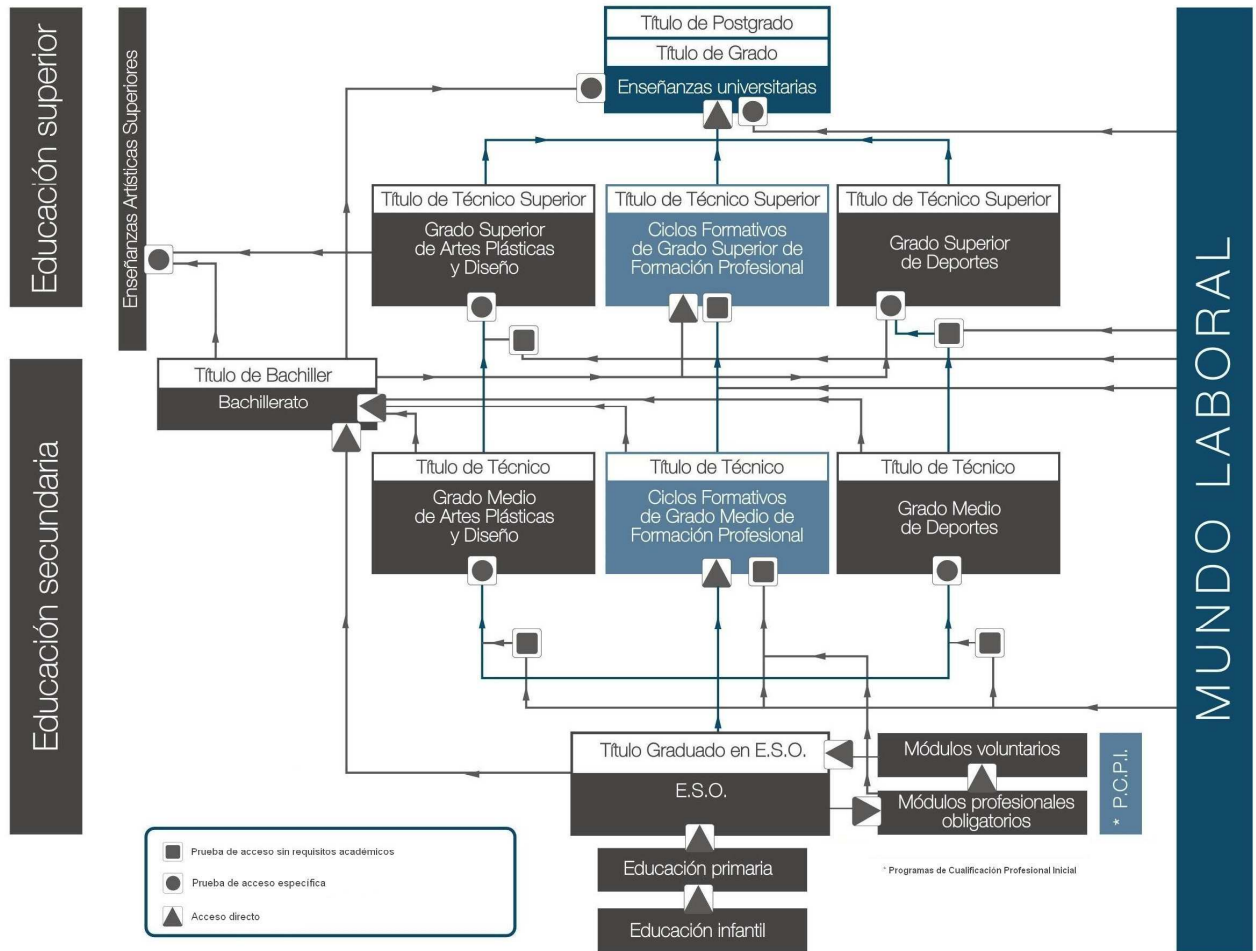 Educación superior
Enseñanzas Artísticas Superiores
Título de Postgrado
Título de Grado
Enseñanzas universitarias
Título de Técnico Superior
Grado Superior
de Artes Plásticas
y Diseño
Título de Técnico Superior
Ciclos Formativos
de Grado Superior de
Formación Profesional
Título de Técnico Superior
Grado Superior
de Deportes
MUNDO LABORAL
Educación secundaria
Título de Bachiller
Bachillerato
Título de Técnico
Grado Medio
de Artes Plásticas
y Diseño
Título de Técnico
Ciclos Formativos
de Grado Medio de
Formación Profesional
Título de Técnico
Grado Medio
de Deportes
Título Graduado en E.S.O.
E.S.O.
Módulos voluntarios
Módulos profesionales
obligatorios
* P.C.P.I.
Educación primaria
Educación infantil
* Programas de Cualificación Profesional Inicial
Prueba de acceso sin requisitos académicos
Prueba de acceso específica
Acceso directo